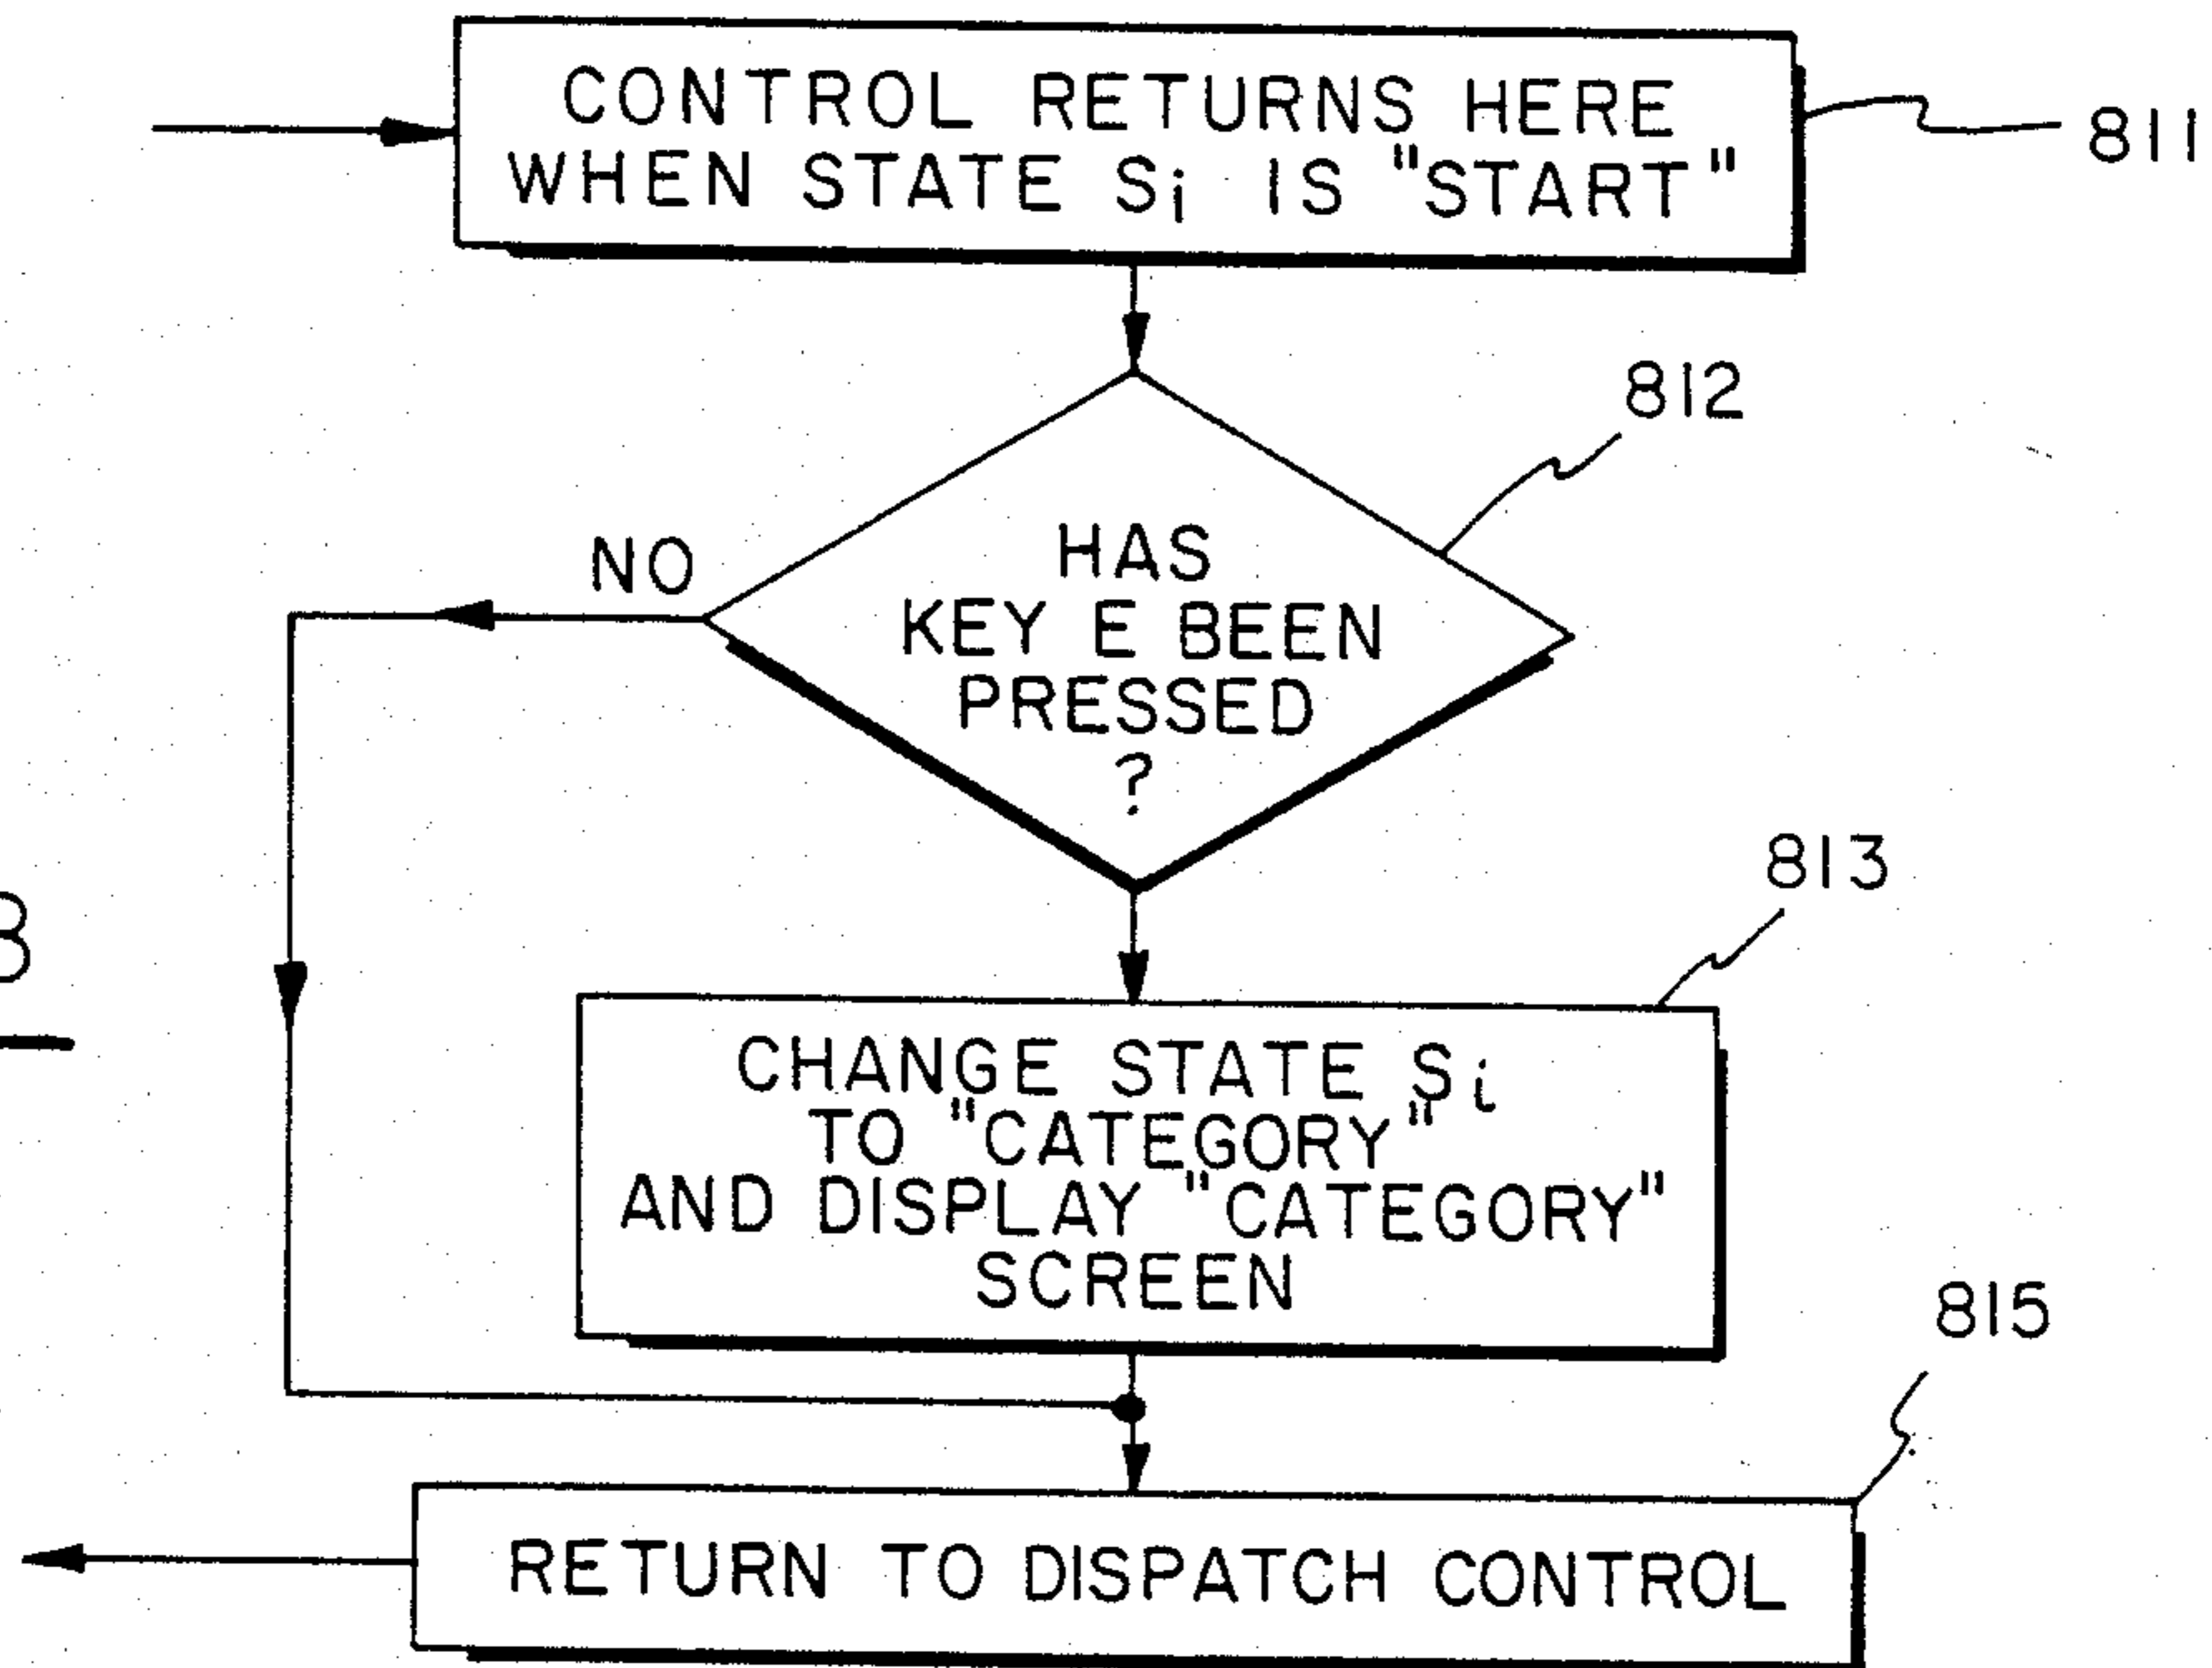 CONTROL RETURNS HERE
WHEN STATE Si IS "START"
811
812
HAS
KEY E BEEN
PRESSED
?
NO
813
CHANGE STATE Si
TO "CATEGORY"
AND DISPLAY "CATEGORY"
SCREEN
815
RETURN TO DISPATCH CONTROL